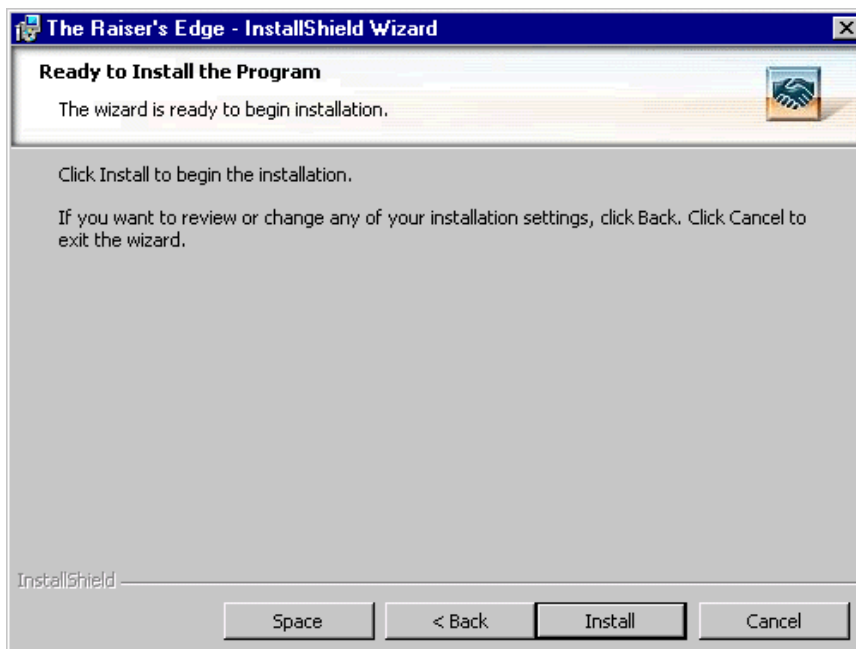 The Raiser's Edge - InstallShield Wizard
Ready to Install the Program
The wizard is ready to begin installation.
Click Install to begin the installation.
If you want to review or change any of your installation settings, click Back. Click Cancel to
exit the wizard.
InstallShield
Space < Back Install Cancel